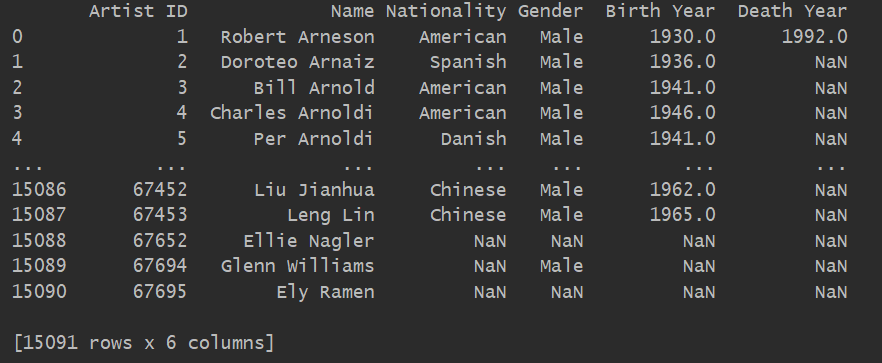 Artist ID Name Nationality Gender Birth Year Death Year
0 1 Robert Arneson American Male 1930.0 1992.0
1 2 Doroteo Arnaiz Spanish Male 1936.0 NaN
2 3 Bill Arnold American Male 1941.0 NaN
3 4 Charles Arnoldi American Male 1946.0 NaN
4 5 Per Arnoldi Danish Male 1941.0 NaN
... ... ... ... ... ... ...
15086 67452 Liu Jianhua Chinese Male 1962.0 NaN
15087 67453 Leng Lin Chinese Male 1965.0 NaN
15088 67652 Ellie Nagler NaN NaN NaN NaN
15089 67694 Glenn Williams NaN Male NaN NaN
15090 67695 Ely Ramen NaN NaN NaN NaN
[15091 rows x 6 columns]